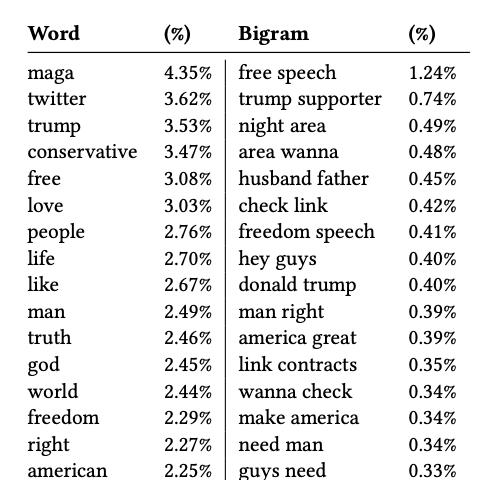 Word (%) Bigram (%)
maga 4.35% free speech 1.24%
twitter 3.62% trump supporter 0.74%
trump 3.53% night area 0.49%
conservative 3.47% area wanna 0.48%
free 3.08% husband father 0.45%
love 3.03% check link 0.42%
people 2.76% freedom speech 0.41%
life 2.70% hey guys 0.40%
like 2.67% donald trump 0.40%
man 2.49% man right 0.39%
truth 2.46% america great 0.39%
god 2.45% link contracts 0.35%
world 2.44% wanna check 0.34%
freedom 2.29% make america 0.34%
right 2.27% need man 0.34%
american 2.25% guys need 0.33%